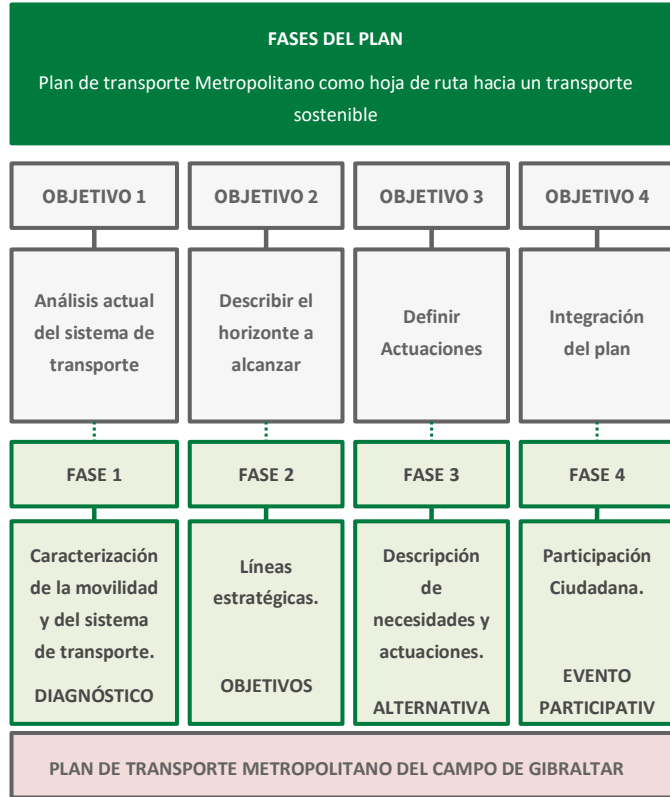 FASES DEL PLAN
Plan de transporte Metropolitano como hoja de ruta hacia un transporte
sostenible
OBJETIVO 1
OBJETIVO 2
OBJETIVO 3
OBJETIVO 4
Análisis actual
del sistema de
transporte
Describir el
horizonte a
alcanzar
Definir
Actuaciones
Integración
del plan
FASE 1
FASE 2
FASE 3
FASE 4
Caracterización
de la movilidad
y del sistema
de transporte.
DIAGNÓSTICO
Líneas
estratégicas.
OBJETIVOS
Descripción
de
necesidades y
actuaciones.
ALTERNATIVA
Participación
Ciudadana.
EVENTO
PARTICIPATIV
PLAN DE TRANSPORTE METROPOLITANO DEL CAMPO DE GIBRALTAR